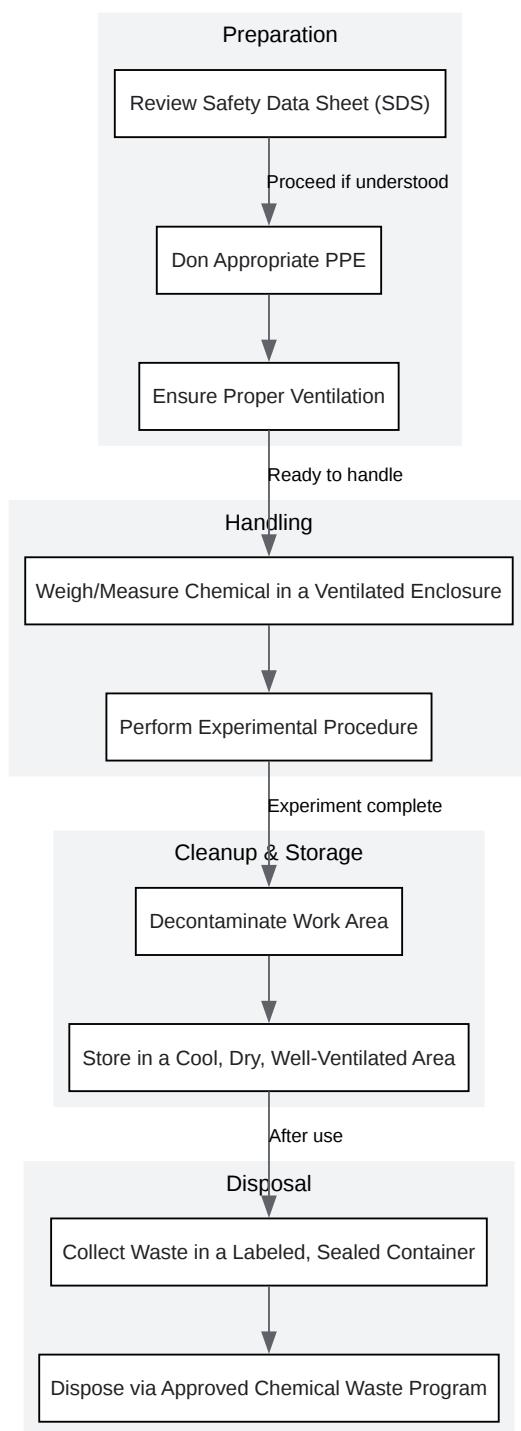 Preparation
Review Safety Data Sheet (SDS)
Proceed if understood
Don Appropriate PPE
Ensure Proper Ventilation
Ready to handle
Handling
Weigh/Measure Chemical in a Ventilated Enclosure
Perform Experimental Procedure
Experiment complete
Cleanup & Storage
Decontaminate Work Area
Store in a Cool, Dry, Well-Ventilated Area
After use
Disposal
Collect Waste in a Labeled, Sealed Container
Dispose via Approved Chemical Waste Program